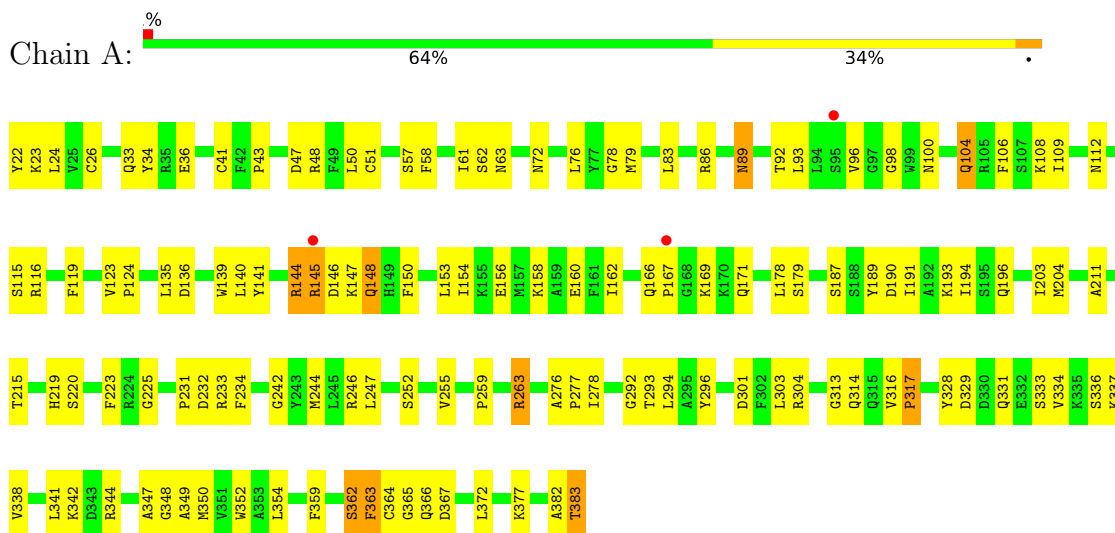 %
Chain A:
64% 34% •
Y22 K23 L24 V25 C26 Q33 Y34 R35 E36 C41 F42 P43 D47 R48 F49 L50 C51 S57 F58 I61 S62 N63 N72 L76 Y77 G78 M79 L83 R86 N89 T92 L93 L94 S95 V96 G97 G98 W99 N100 Q104 R105 F106 S107 K108 I109 N112
S115 R116 F119 V123 P124 L135 D136 W139 L140 Y141 R144 R145 D146 K147 Q148 H149 F150 L153 I154 K155 E156 M157 K158 A159 E160 F161 I162 Q166 P167 G168 K169 K170 Q171 L178 S179 S187 S188 Y189 D190 I191 A192 K193 I194 S195 Q196 I203 M204 A211
T215 H219 S220 F223 R224 G225 P231 D232 R233 F234 G242 Y243 M244 L245 R246 L247 S252 V255 P259 R263 A276 P277 I278 G292 T293 L294 A295 Y296 D301 F302 L303 R304 G313 Q314 Q315 V316 P317 Y328 D329 D330 Q331 E332 S333 V334 K335 S336 K337
V338 L341 K342 D343 R344 A347 G348 A349 M350 V351 W352 A353 L354 F359 S362 F363 C364 G365 Q366 D367 L372 K377 A382 T383